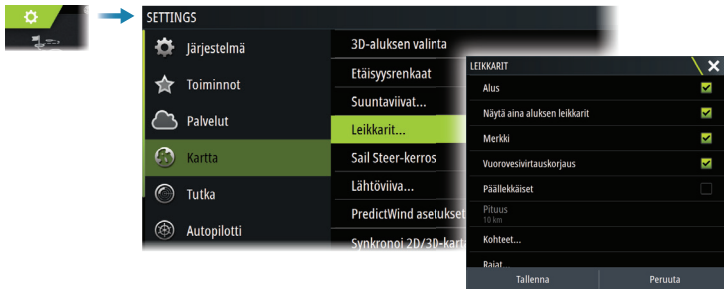 SETTINGS
Järjestelmä
Toiminnot
Palvelut
Kartta
Tutka
Autopilotti
3D-aluksen valinta
Etäisyysrenkaat
Suuntaviivat...
Leikkarit...
Sail Steer-kerros
Lähtöviiva...
PredictWind asetukset
Synkronoi 2D/3D-kart
LEIKKARIT
Alus
Näytä aina aluksen leikkarit
Merkki
Vuorovesivirtauskorjaus
Päällekkäiset
Pituus
10 km
Kohteet...
Rajat...
Tallenna
Peruuta